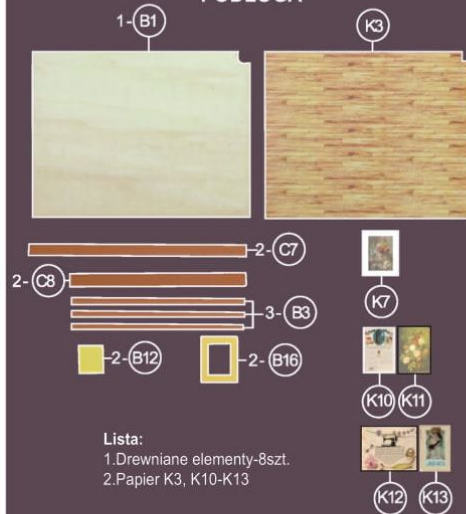 1-B1
K3
2-C7
2-C8
3-B3
K7
2-B12
2-B16
K10 K11
Lista:
1.Drewniane elementy-8szt.
2.Papier K3, K10-K13
K12 K13